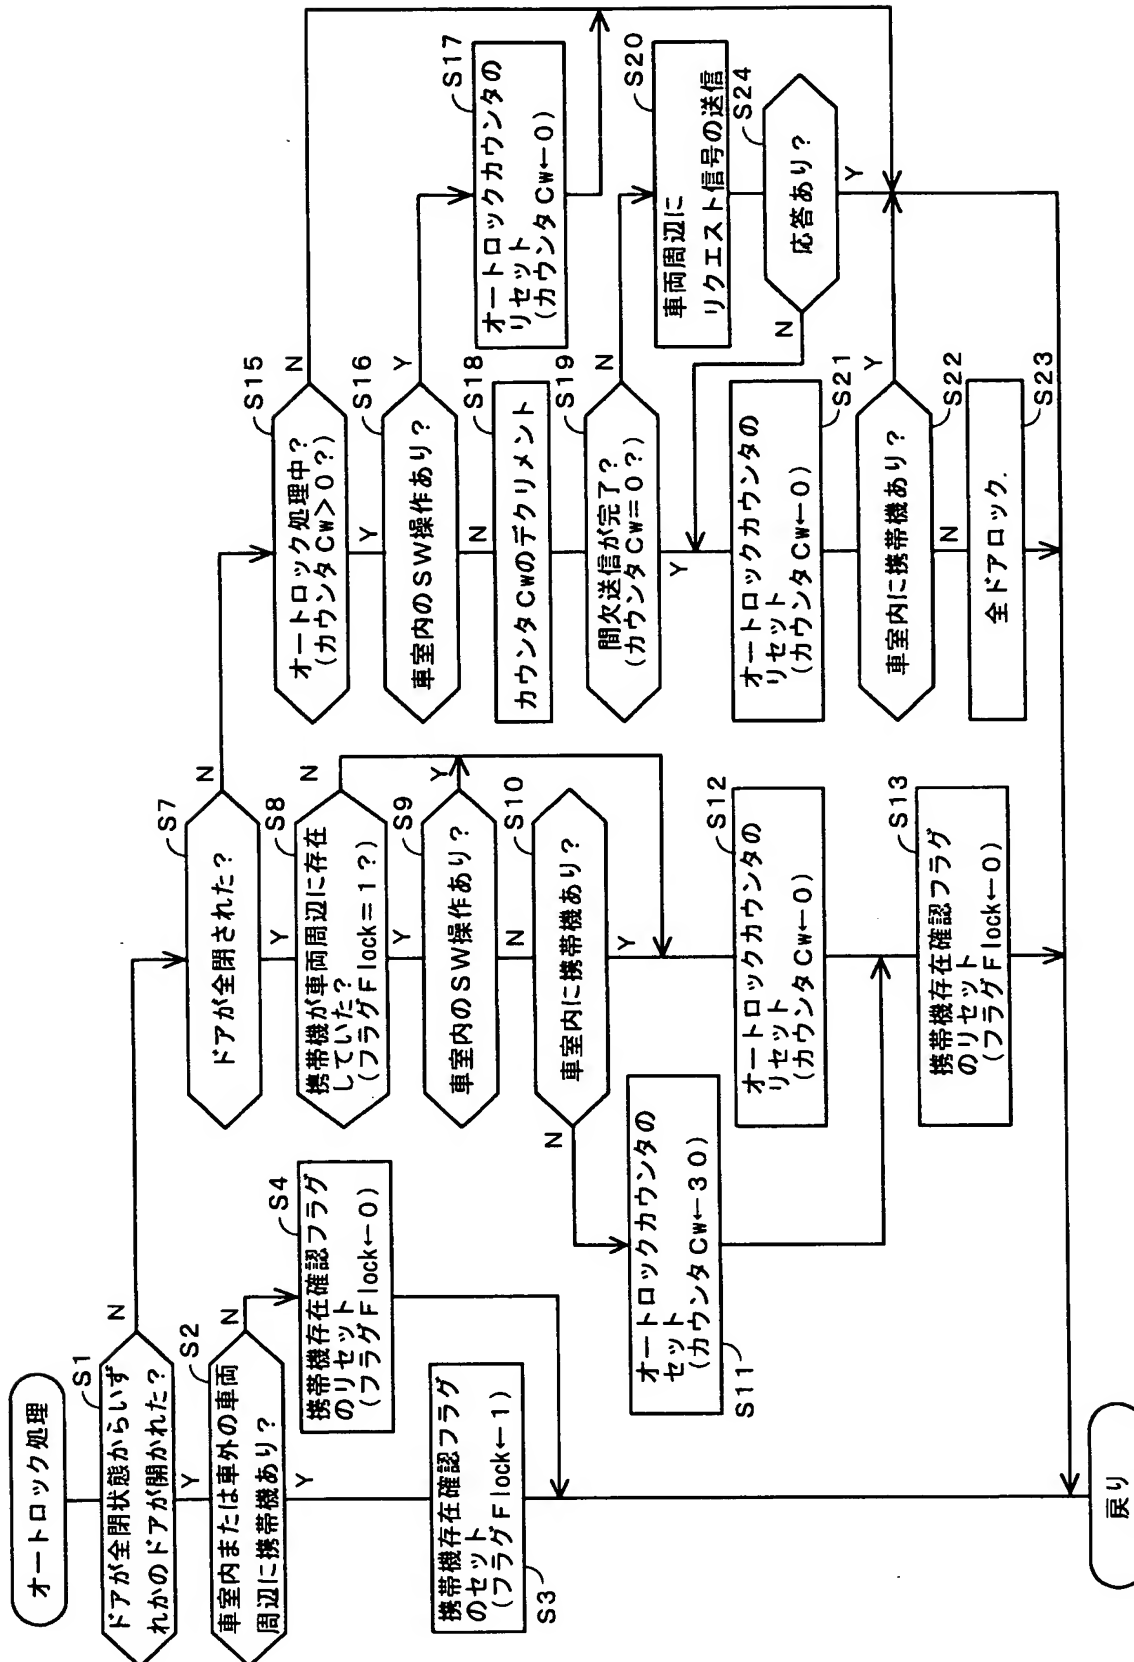 オートロック処理
S1
ドアが全閉状態からいず
れかのドアが開かれた？
N
Y
S2
車室内または車外の車両
周辺に携帯機あり？
N
Y
S4
携帯機存在確認フラグ
のリセット
(フラグFlock←0)
携帯機存在確認フラグ
のセット
(フラグFlock←1)
S3
S7
ドアが全閉された？
N
Y
S8
携帯機が車両周辺に存在
していた？
(フラグFlock=1?)
N
Y
S9
車室内のSW操作あり？
Y
N
S10
車室内に携帯機あり？
N
Y
オートロックカウンタの
セット
(カウンタCw←30)
S11
S12
オートロックカウンタの
リセット
(カウンタCw←0)
S13
携帯機存在確認フラグ
のリセット
(フラグFlock←0)
S15
オートロック処理中？
(カウンタCw>0?)
N
Y
S16
車室内のSW操作あり？
Y
N
S17
オートロックカウンタの
リセット
(カウンタCw←0)
S18
カウンタCwのデクリメント
S19
間欠送信が完了？
(カウンタCw=0?)
N
Y
S20
車両周辺に
リクエスト信号の送信
S24
応答あり？
N
Y
S21
オートロックカウンタの
リセット
(カウンタCw←0)
S22
車室内に携帯機あり？
Y
N
S23
全ドアロック.
戻り